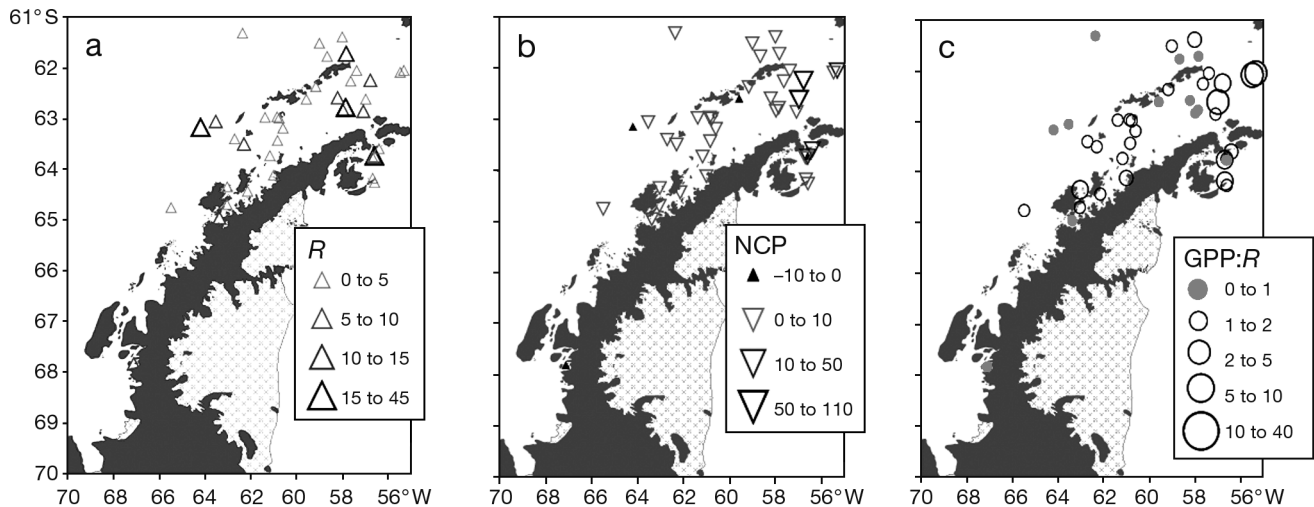 61°S
62
63
64
65
66
67
68
69
70
a
R
0 to 5
5 to 10
10 to 15
15 to 45
70 68 66 64 62 60 58 56°W
b
NCP
–10 to 0
0 to 10
10 to 50
50 to 110
70 68 66 64 62 60 58 56°W
c
GPP:R
0 to 1
1 to 2
2 to 5
5 to 10
10 to 40
70 68 66 64 62 60 58 56°W